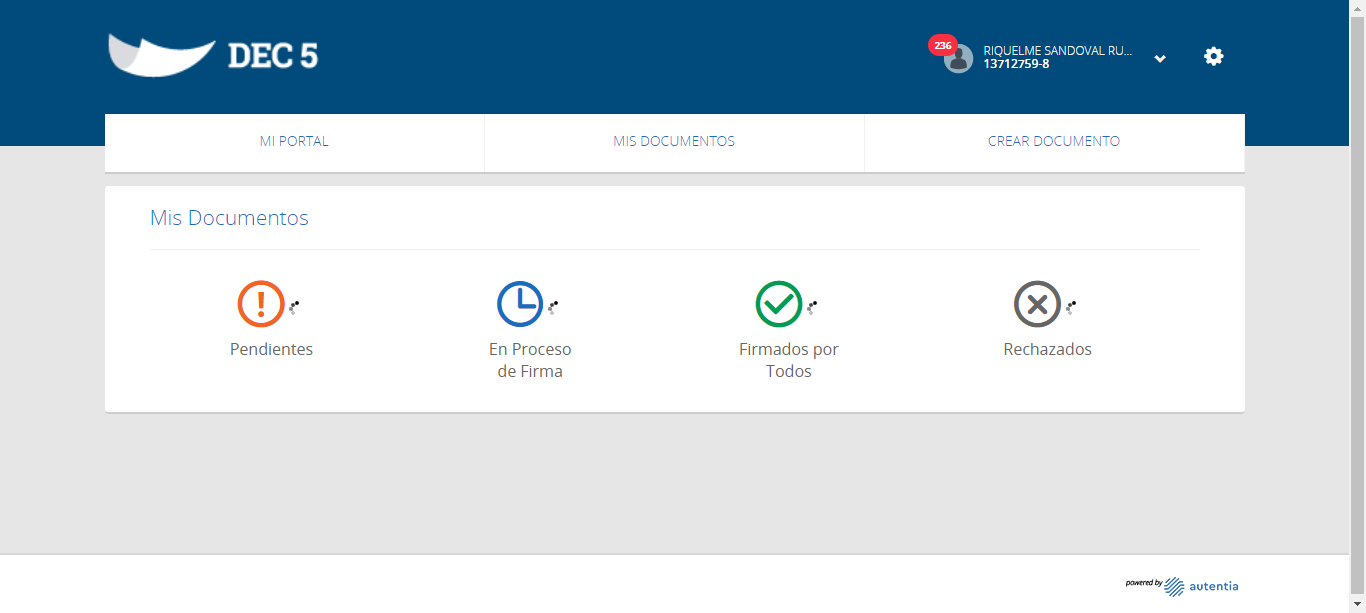 DEC 5
236
RIQUELME SANDOVAL RU...
13712759-8
MI PORTAL
MIS DOCUMENTOS
CREAR DOCUMENTO
Mis Documentos
Pendientes
En Proceso
de Firma
Firmados por
Todos
Rechazados
powered by autentia